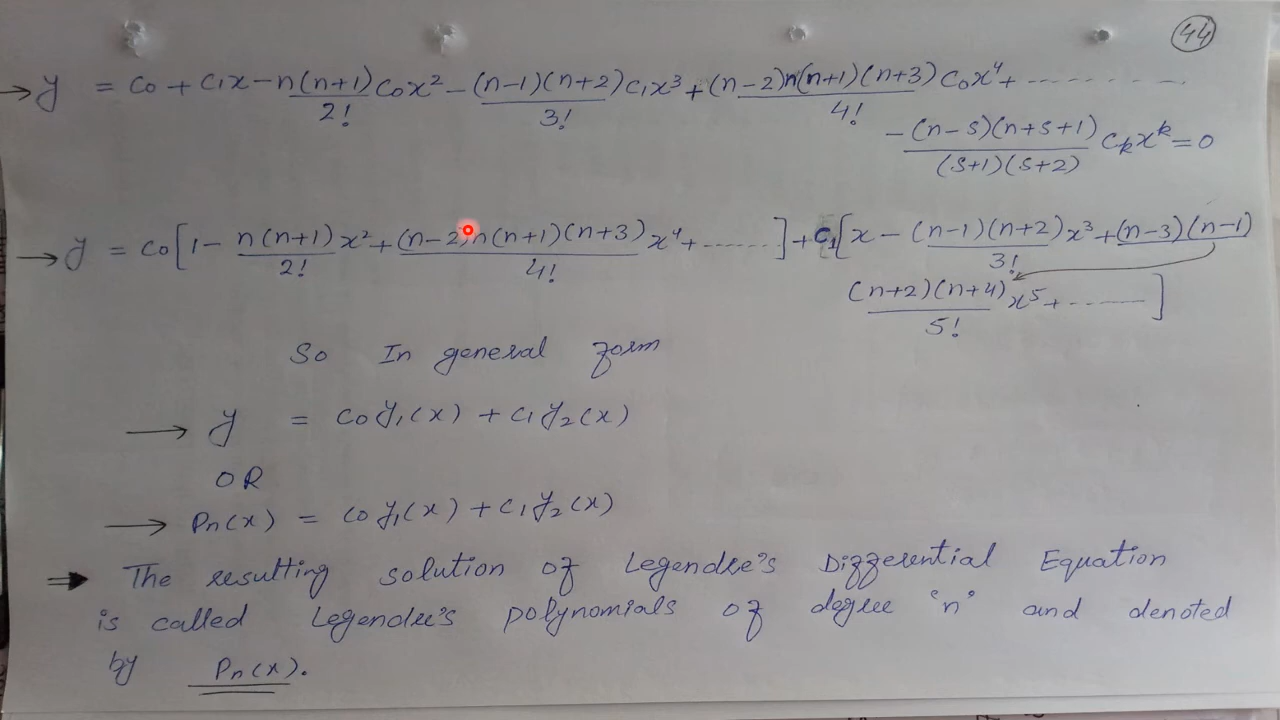 44
→ y = c0 + c1x - n(n+1)/2! c0x² - (n-1)(n+2)/3! c1x³ + (n-2)n(n+1)(n+3)/4! c0x⁴ + ----------
- (n-s)(n+s+1)/(s+1)(s+2) ckx^k = 0
→ y = c0[1 - n(n+1)/2! x² + (n-2)n(n+1)(n+3)/4! x⁴ + ------] + c1[x - (n-1)(n+2)/3! x³ + (n-3)(n-1)
(n+2)(n+4)/5! x⁵ + -------]
So In general form
→ y = c0y1(x) + c1y2(x)
OR
→ Pn(x) = c0y1(x) + c1y2(x)
⇒ The resulting solution of Legendre's Differential Equation
is called Legendre's polynomials of degree 'n' and denoted
by Pn(x).